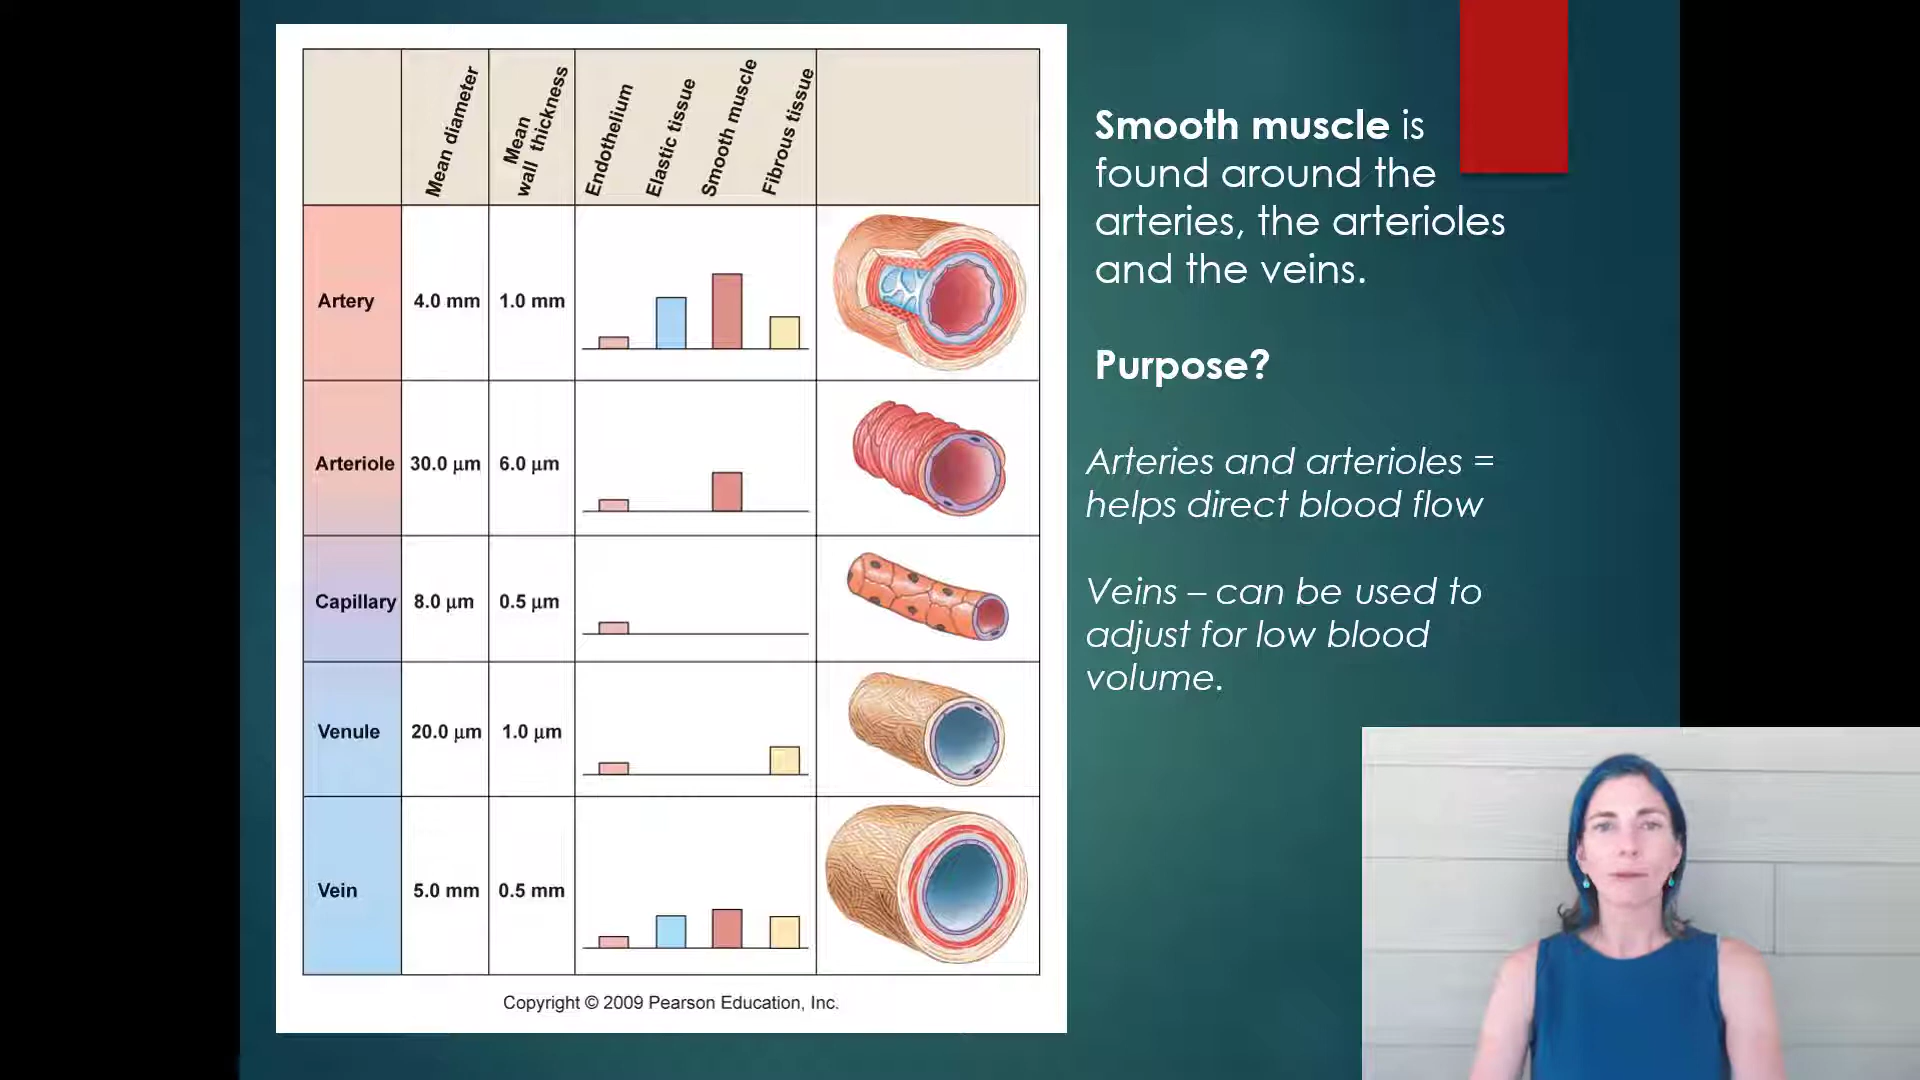 Mean diameter
Mean
wall thickness
Endothelium
Elastic tissue
Smooth muscle
Fibrous tissue
Artery 4.0 mm 1.0 mm
Arteriole 30.0 μm 6.0 μm
Capillary 8.0 μm 0.5 μm
Venule 20.0 μm 1.0 μm
Vein 5.0 mm 0.5 mm
Copyright © 2009 Pearson Education, Inc.
Smooth muscle is
found around the
arteries, the arterioles
and the veins.
Purpose?
Arteries and arterioles =
helps direct blood flow
Veins – can be used to
adjust for low blood
volume.